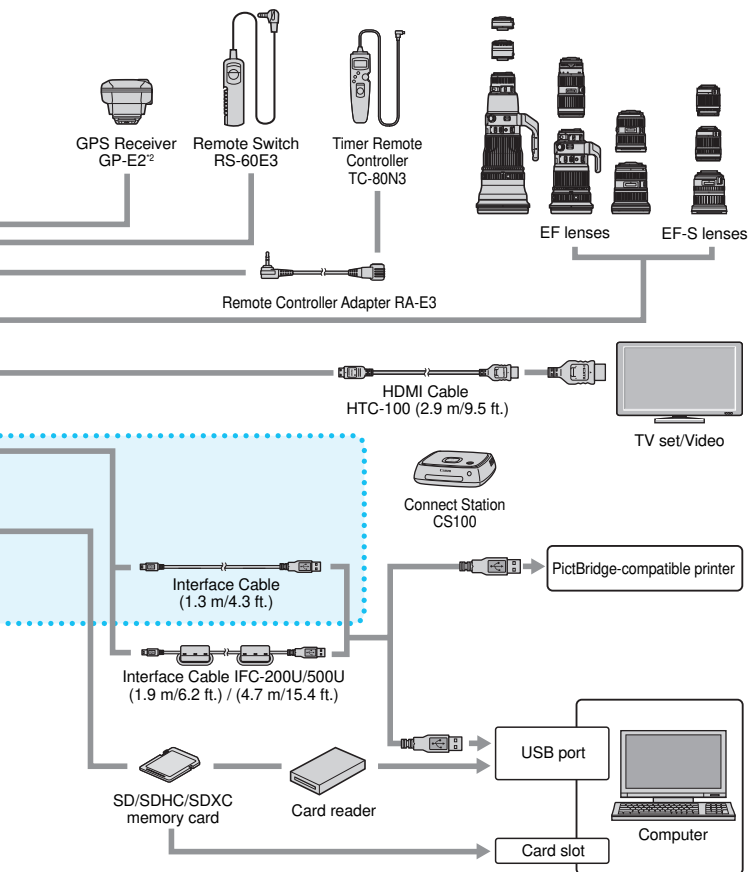 GPS Receiver
GP-E2*2
Remote Switch
RS-60E3
Timer Remote
Controller
TC-80N3
EF lenses
EF-S lenses
Remote Controller Adapter RA-E3
HDMI Cable
HTC-100 (2.9 m/9.5 ft.)
TV set/Video
Connect Station
CS100
Interface Cable
(1.3 m/4.3 ft.)
PictBridge-compatible printer
Interface Cable IFC-200U/500U
(1.9 m/6.2 ft.) / (4.7 m/15.4 ft.)
USB port
SD/SDHC/SDXC
memory card
Card reader
Computer
Card slot